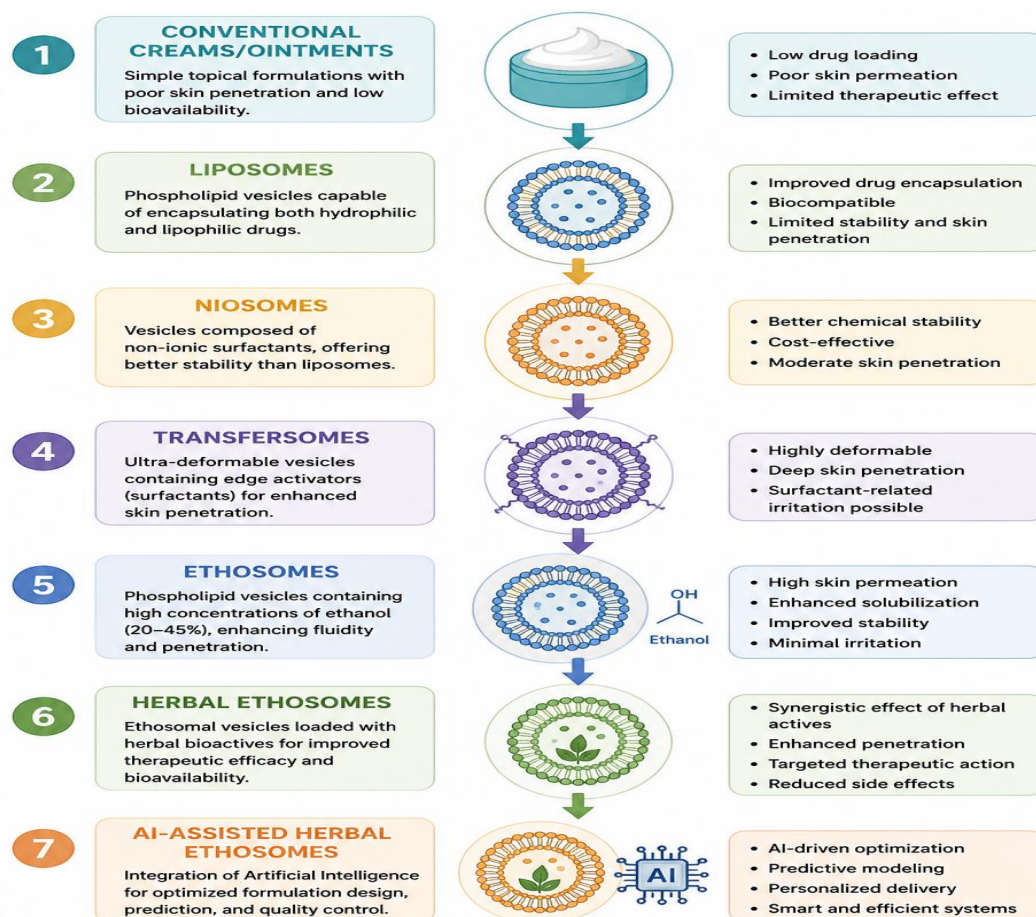 1
CONVENTIONAL
CREAMS/OINTMENTS
Simple topical formulations with
poor skin penetration and low
bioavailability.
• Low drug loading
• Poor skin permeation
• Limited therapeutic effect
2
LIPOSOMES
Phospholipid vesicles capable
of encapsulating both hydrophilic
and lipophilic drugs.
• Improved drug encapsulation
• Biocompatible
• Limited stability and skin
penetration
3
NIOSOMES
Vesicles composed of
non-ionic surfactants, offering
better stability than liposomes.
• Better chemical stability
• Cost-effective
• Moderate skin penetration
4
TRANSFERSOMES
Ultra-deformable vesicles
containing edge activators
(surfactants) for enhanced
skin penetration.
• Highly deformable
• Deep skin penetration
• Surfactant-related
irritation possible
5
ETHOSOMES
Phospholipid vesicles containing
high concentrations of ethanol
(20–45%), enhancing fluidity
and penetration.
OH
Ethanol
• High skin permeation
• Enhanced solubilization
• Improved stability
• Minimal irritation
6
HERBAL ETHOSOMES
Ethosomal vesicles loaded with
herbal bioactives for improved
therapeutic efficacy and
bioavailability.
• Synergistic effect of herbal
actives
• Enhanced penetration
• Targeted therapeutic action
• Reduced side effects
7
AI-ASSISTED HERBAL
ETHOSOMES
Integration of Artificial Intelligence
for optimized formulation design,
prediction, and quality control.
AI
• AI-driven optimization
• Predictive modeling
• Personalized delivery
• Smart and efficient systems